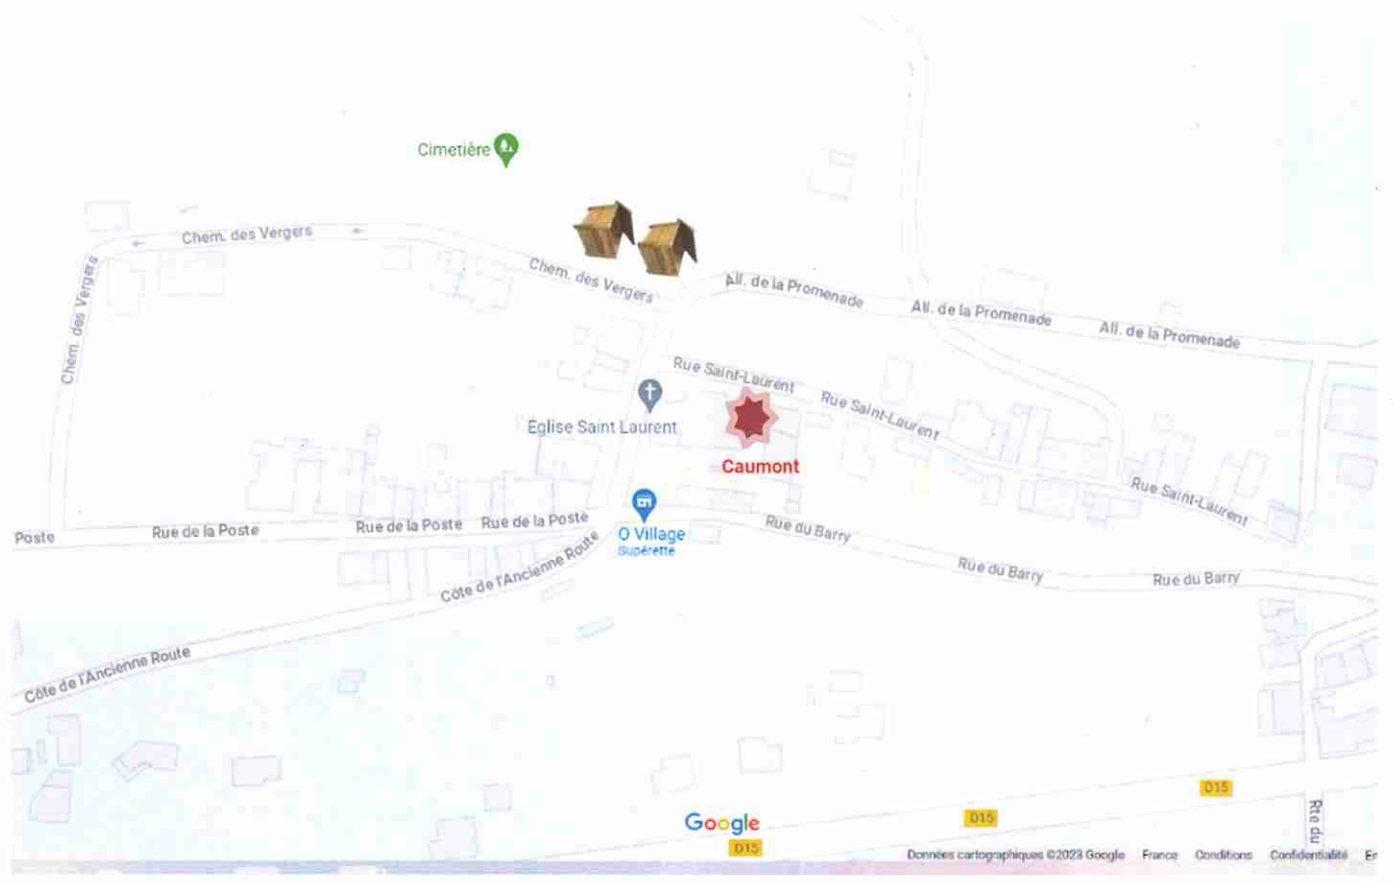 Cimetière
Chem. des Vergers
Chem. des Vergers
Chem. des Vergers
All. de la Promenade
All. de la Promenade
All. de la Promenade
Rue Saint-Laurent
Rue Saint-Laurent
Rue Saint-Laurent
Église Saint Laurent
Caumont
Poste
Rue de la Poste
Rue de la Poste
Rue de la Poste
O Village
Supérette
Rue du Barry
Rue du Barry
Rue du Barry
Côte de l'Ancienne Route
Côte de l'Ancienne Route
D15
D15
D15
Rte du
Google
Données cartographiques ©2023 Google France Conditions Confidentialité Er